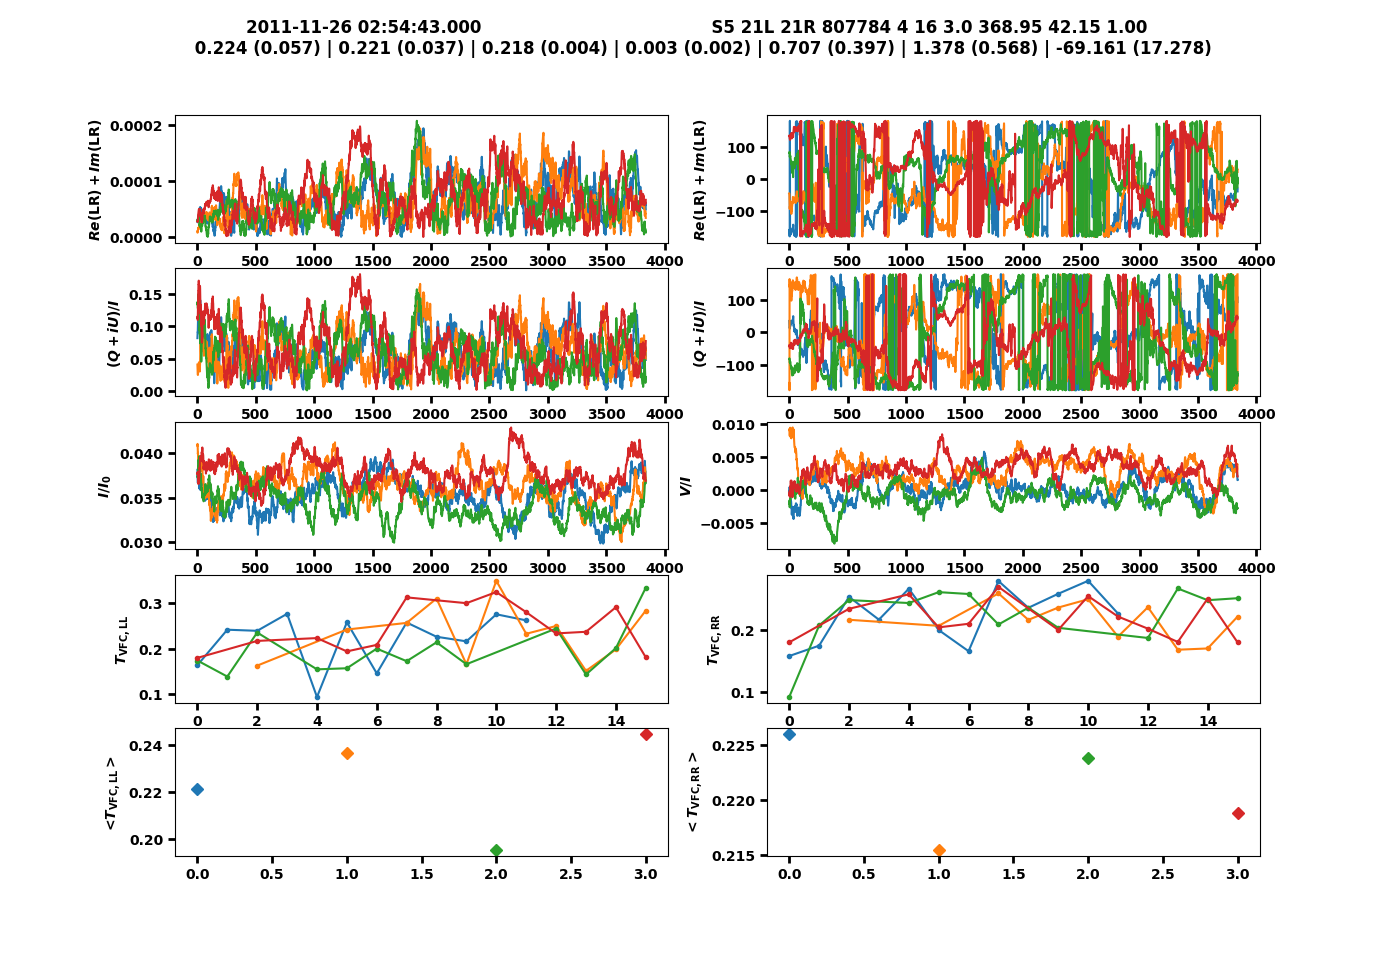 2011-11-26 02:54:43.000 S5 21L 21R 807784 4 16 3.0 368.95 42.15 1.00
0.224 (0.057) | 0.221 (0.037) | 0.218 (0.004) | 0.003 (0.002) | 0.707 (0.397) | 1.378 (0.568) | -69.161 (17.278)
Re(LR) + Im(LR)
0.0002
0.0001
0.0000
0 500 1000 1500 2000 2500 3000 3500 4000
Re(LR) + Im(LR)
100
0
−100
0 500 1000 1500 2000 2500 3000 3500 4000
(Q + iU)/I
0.15
0.10
0.05
0.00
0 500 1000 1500 2000 2500 3000 3500 4000
(Q + iU)/I
100
0
−100
0 500 1000 1500 2000 2500 3000 3500 4000
I/I0
0.040
0.035
0.030
0 500 1000 1500 2000 2500 3000 3500 4000
V/I
0.010
0.005
0.000
−0.005
0 500 1000 1500 2000 2500 3000 3500 4000
TVFC, LL
0.3
0.2
0.1
0 2 4 6 8 10 12 14
TVFC, RR
0.2
0.1
0 2 4 6 8 10 12 14
<TVFC, LL >
0.24
0.22
0.20
0.0 0.5 1.0 1.5 2.0 2.5 3.0
< TVFC, RR >
0.225
0.220
0.215
0.0 0.5 1.0 1.5 2.0 2.5 3.0